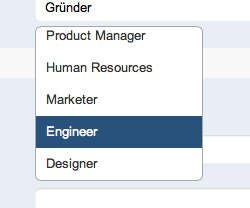 Gründer
Product Manager
Human Resources
Marketer
Engineer
Designer